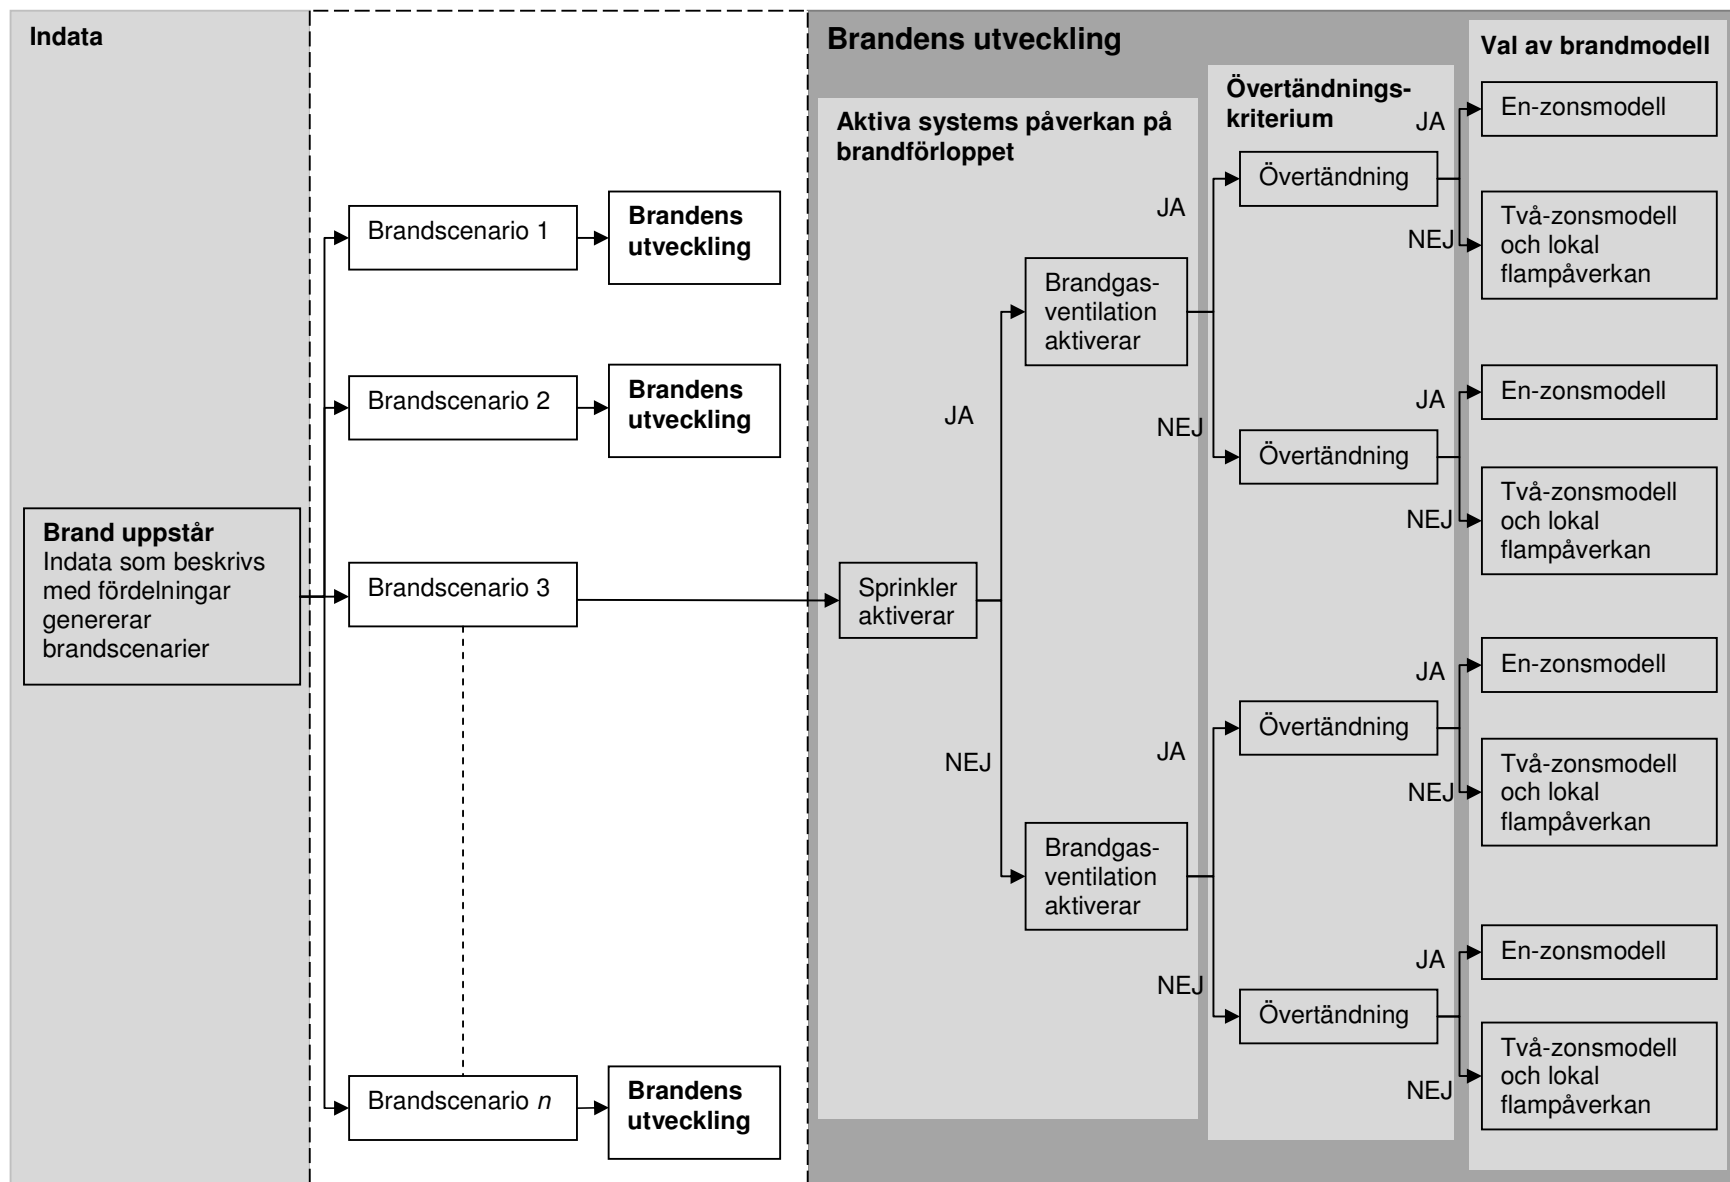 Indata
Brand uppstår
Indata som beskrivs
med fördelningar
genererar
brandscenarier
Brandscenario 1
Brandens
utveckling
Brandscenario 2
Brandens
utveckling
Brandscenario 3
Brandscenario n
Brandens
utveckling
Brandens utveckling
Aktiva systems påverkan på
brandförloppet
Sprinkler
aktiverar
JA
NEJ
Brandgas-
ventilation
aktiverar
JA
NEJ
Brandgas-
ventilation
aktiverar
JA
NEJ
Övertändnings-
kriterium
Övertändning
JA
NEJ
Övertändning
JA
NEJ
Övertändning
JA
NEJ
Övertändning
JA
NEJ
Val av brandmodell
En-zonsmodell
Två-zonsmodell
och lokal
flampåverkan
En-zonsmodell
Två-zonsmodell
och lokal
flampåverkan
En-zonsmodell
Två-zonsmodell
och lokal
flampåverkan
En-zonsmodell
Två-zonsmodell
och lokal
flampåverkan